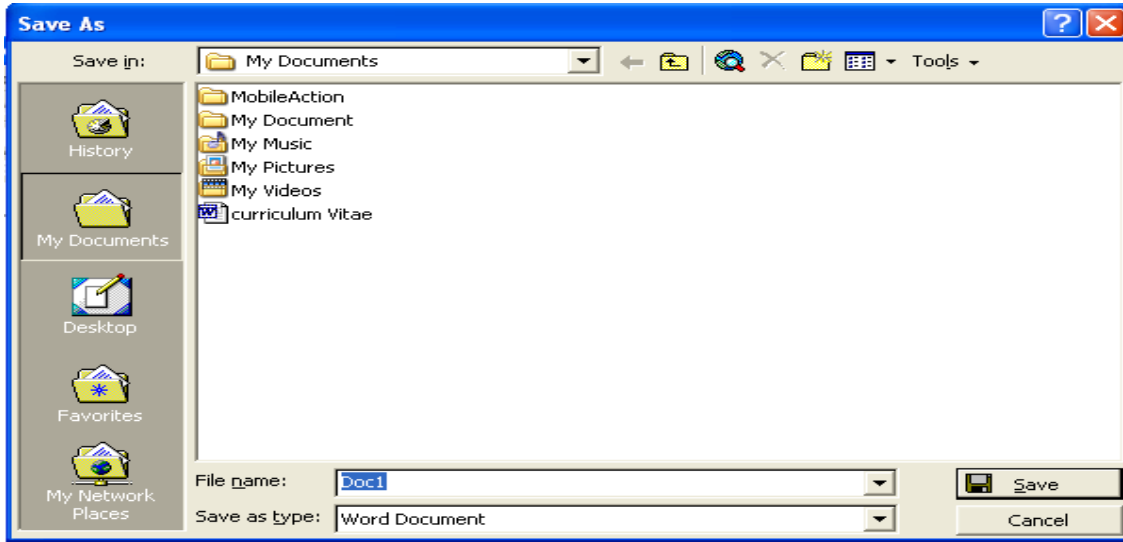 Save As
Save in:
My Documents
Tools
History
My Documents
Desktop
Favorites
My Network
Places
MobileAction
My Document
My Music
My Pictures
My Videos
curriculum Vitae
File name:
Doc1
Save
Save as type:
Word Document
Cancel